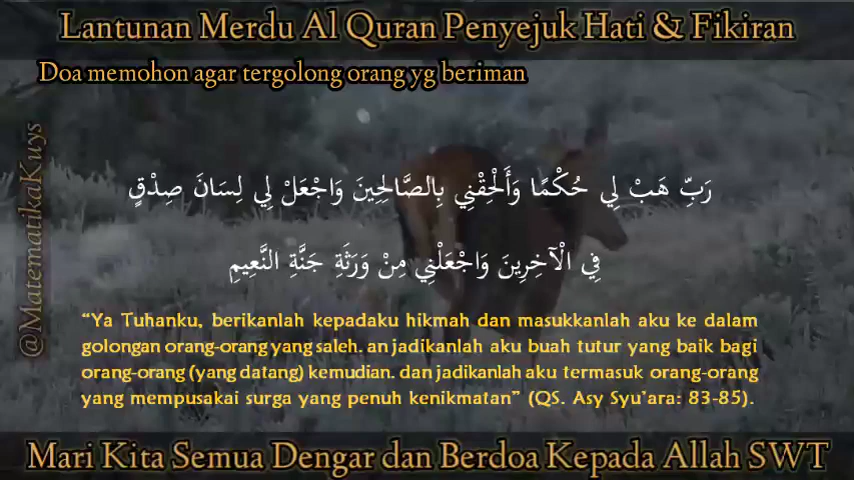 Lantunan Merdu Al Quran Penyejuk Hati & Fikiran
Doa memohon agar tergolong orang yg beriman
@MatematikaKuys
رَبِّ هَبْ لِي حُكْمًا وَأَلْحِقْنِي بِالصَّالِحِينَ وَاجْعَلْ لِي لِسَانَ صِدْقٍ
فِي الْآخِرِينَ وَاجْعَلْنِي مِنْ وَرَثَةِ جَنَّةِ النَّعِيمِ
“Ya Tuhanku, berikanlah kepadaku hikmah dan masukkanlah aku ke dalam
golongan orang-orang yang saleh. an jadikanlah aku buah tutur yang baik bagi
orang-orang (yang datang) kemudian. dan jadikanlah aku termasuk orang-orang
yang mempusakai surga yang penuh kenikmatan” (QS. Asy Syu’ara: 83-85).
Mari Kita Semua Dengar dan Berdoa Kepada Allah SWT